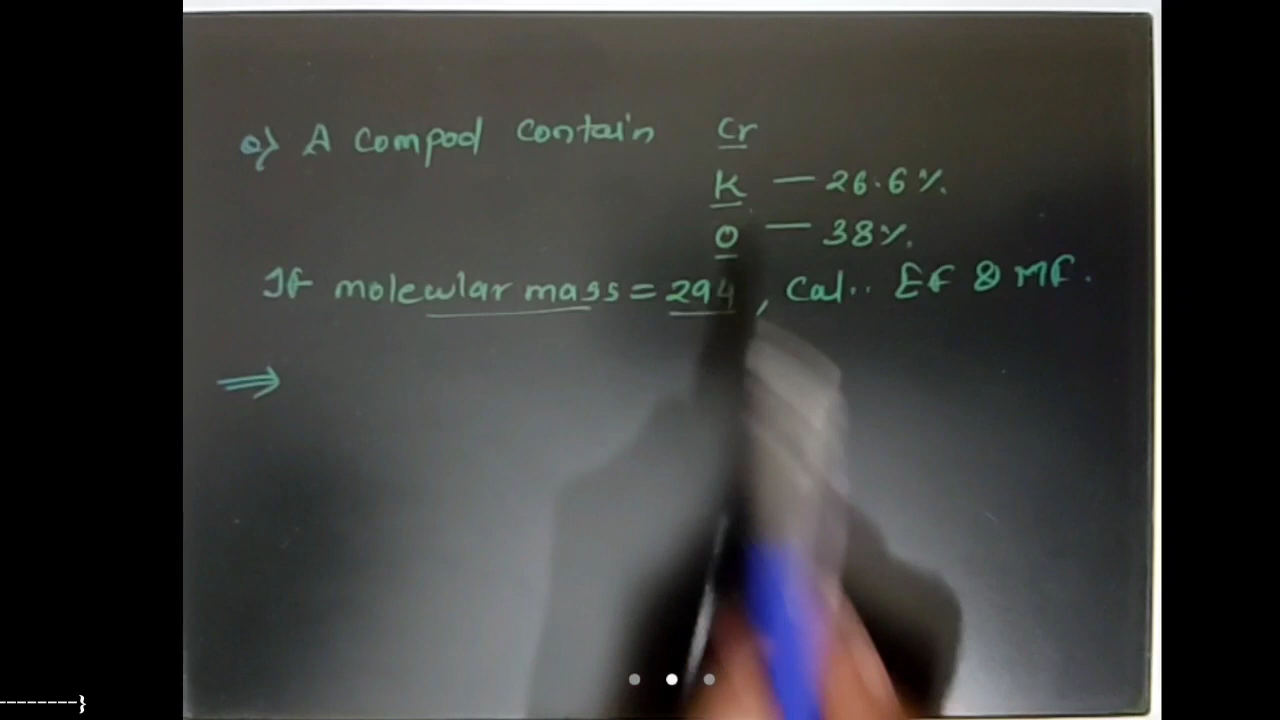 Q) A Compod Contain Cr
K — 26.6%.
O — 38%.
If molecular mass = 294, Cal.. EF & MF.
⇒
--------}